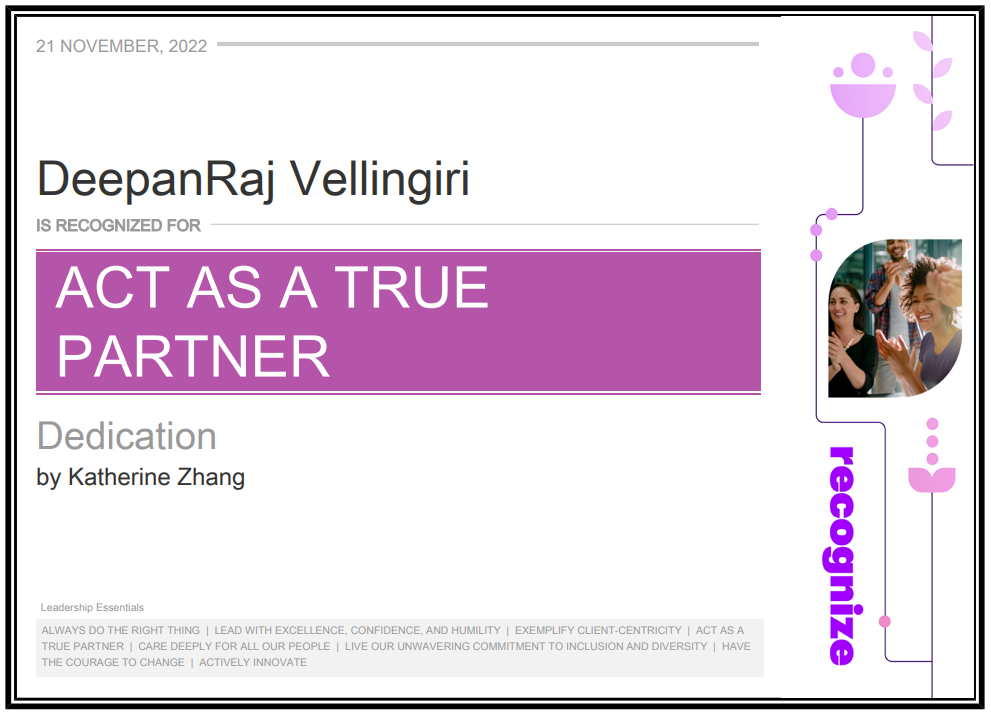 21 NOVEMBER, 2022
DeepanRaj Vellingiri
IS RECOGNIZED FOR
ACT AS A TRUE
PARTNER
Dedication
by Katherine Zhang
recognize
Leadership Essentials
ALWAYS DO THE RIGHT THING | LEAD WITH EXCELLENCE, CONFIDENCE, AND HUMILITY | EXEMPLIFY CLIENT-CENTRICITY | ACT AS A
TRUE PARTNER | CARE DEEPLY FOR ALL OUR PEOPLE | LIVE OUR UNWAVERING COMMITMENT TO INCLUSION AND DIVERSITY | HAVE
THE COURAGE TO CHANGE | ACTIVELY INNOVATE